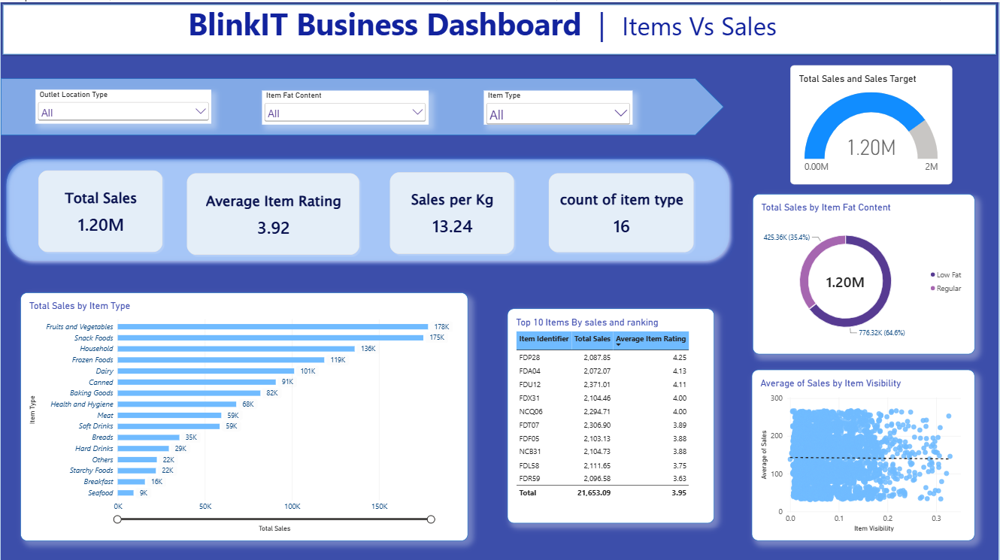 BlinkIT Business Dashboard | Items Vs Sales
Outlet Location Type
All
Item Fat Content
All
Item Type
All
Total Sales and Sales Target
1.20M
0.00M
2M
Total Sales
1.20M
Average Item Rating
3.92
Sales per Kg
13.24
count of item type
16
Total Sales by Item Fat Content
425.36K (35.4%)
1.20M
Low Fat
Regular
776.32K (64.6%)
Total Sales by Item Type
Item Type
Fruits and Vegetables 178K
Snack Foods 175K
Household 136K
Frozen Foods 119K
Dairy 101K
Canned 91K
Baking Goods 82K
Health and Hygiene 68K
Meat 59K
Soft Drinks 59K
Breads 35K
Hard Drinks 29K
Others 22K
Starchy Foods 22K
Breakfast 16K
Seafood 9K
0K 50K 100K 150K
Total Sales
Top 10 Items By sales and ranking
Item Identifier Total Sales Average Item Rating
FDP28 2,087.85 4.25
FDA04 2,072.07 4.13
FDU12 2,371.01 4.11
FDX31 2,104.46 4.00
NCQ06 2,294.71 4.00
FDT07 2,306.90 3.89
FDF05 2,103.13 3.88
NCB31 2,104.73 3.88
FDL58 2,111.65 3.75
FDR59 2,096.58 3.63
Total 21,653.09 3.95
Average of Sales by Item Visibility
Average of Sales
300
200
100
0
0.0 0.1 0.2 0.3
Item Visibility